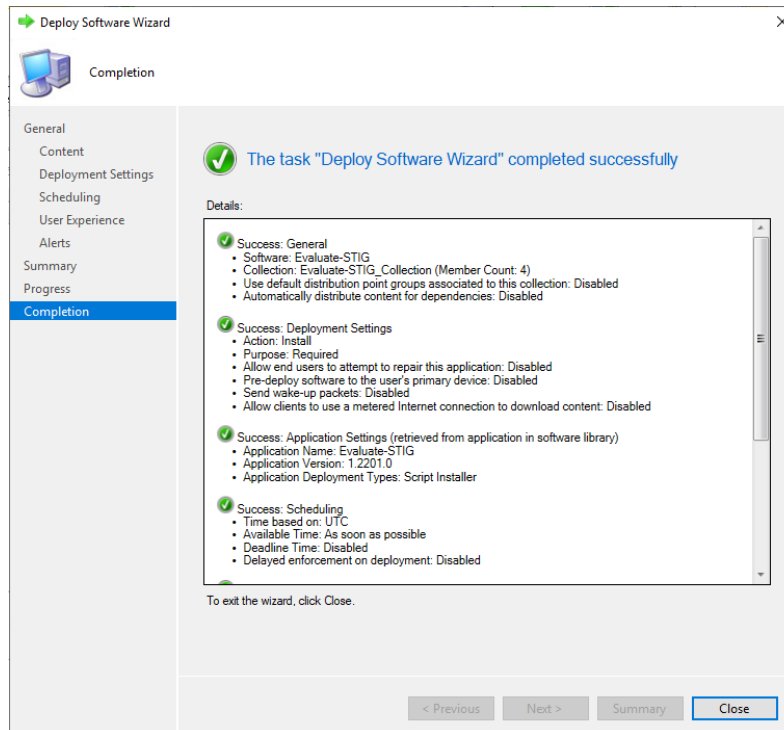 Deploy Software Wizard
Completion
General
Content
Deployment Settings
Scheduling
User Experience
Alerts
Summary
Progress
Completion
The task "Deploy Software Wizard" completed successfully
Details:
Success: General
• Software: Evaluate-STIG
• Collection: Evaluate-STIG_Collection (Member Count: 4)
• Use default distribution point groups associated to this collection: Disabled
• Automatically distribute content for dependencies: Disabled
Success: Deployment Settings
• Action: Install
• Purpose: Required
• Allow end users to attempt to repair this application: Disabled
• Pre-deploy software to the user's primary device: Disabled
• Send wake-up packets: Disabled
• Allow clients to use a metered Internet connection to download content: Disabled
Success: Application Settings (retrieved from application in software library)
• Application Name: Evaluate-STIG
• Application Version: 1.2201.0
• Application Deployment Types: Script Installer
Success: Scheduling
• Time based on: UTC
• Available Time: As soon as possible
• Deadline Time: Disabled
• Delayed enforcement on deployment: Disabled
To exit the wizard, click Close.
< Previous
Next >
Summary
Close